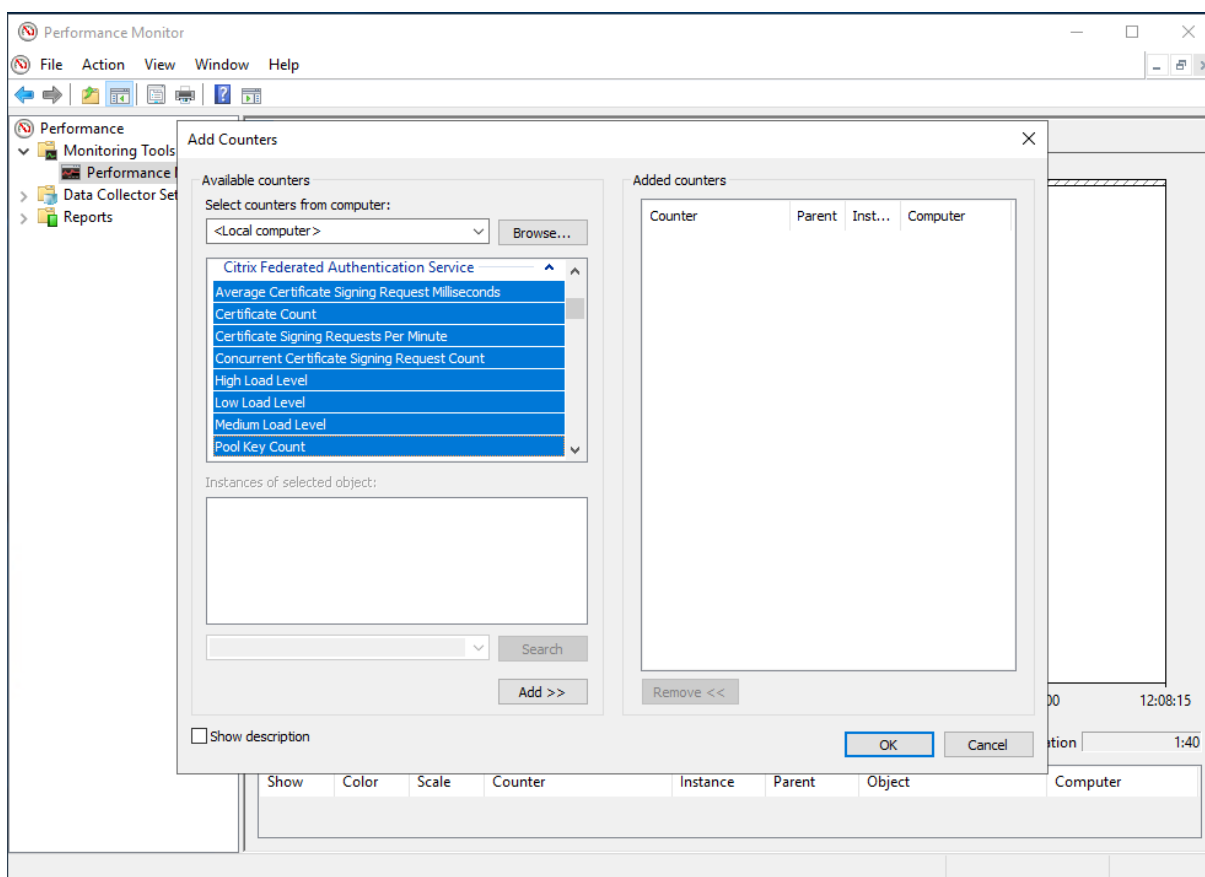 Performance Monitor
File Action View Window Help
Performance
Monitoring Tools
Performance
Data Collector Set
Reports
Add Counters
Available counters
Select counters from computer:
<Local computer>
Browse...
Citrix Federated Authentication Service
Average Certificate Signing Request Milliseconds
Certificate Count
Certificate Signing Requests Per Minute
Concurrent Certificate Signing Request Count
High Load Level
Low Load Level
Medium Load Level
Pool Key Count
Instances of selected object:
Search
Add >>
Show description
Added counters
Counter Parent Inst... Computer
Remove <<
OK Cancel
00 12:08:15
ation 1:40
Show Color Scale Counter Instance Parent Object Computer